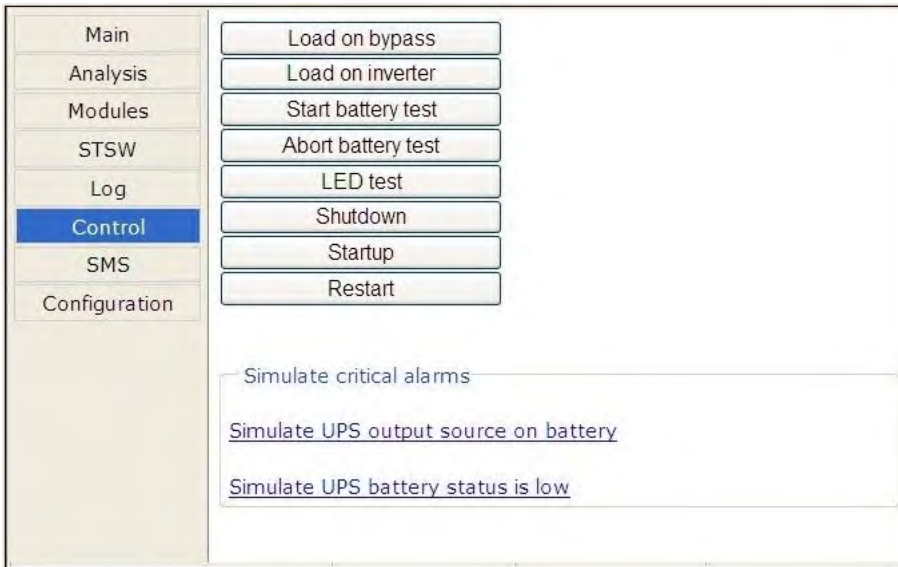 Main
Analysis
Modules
STSW
Log
Control
SMS
Configuration
Load on bypass
Load on inverter
Start battery test
Abort battery test
LED test
Shutdown
Startup
Restart
Simulate critical alarms
Simulate UPS output source on battery
Simulate UPS battery status is low